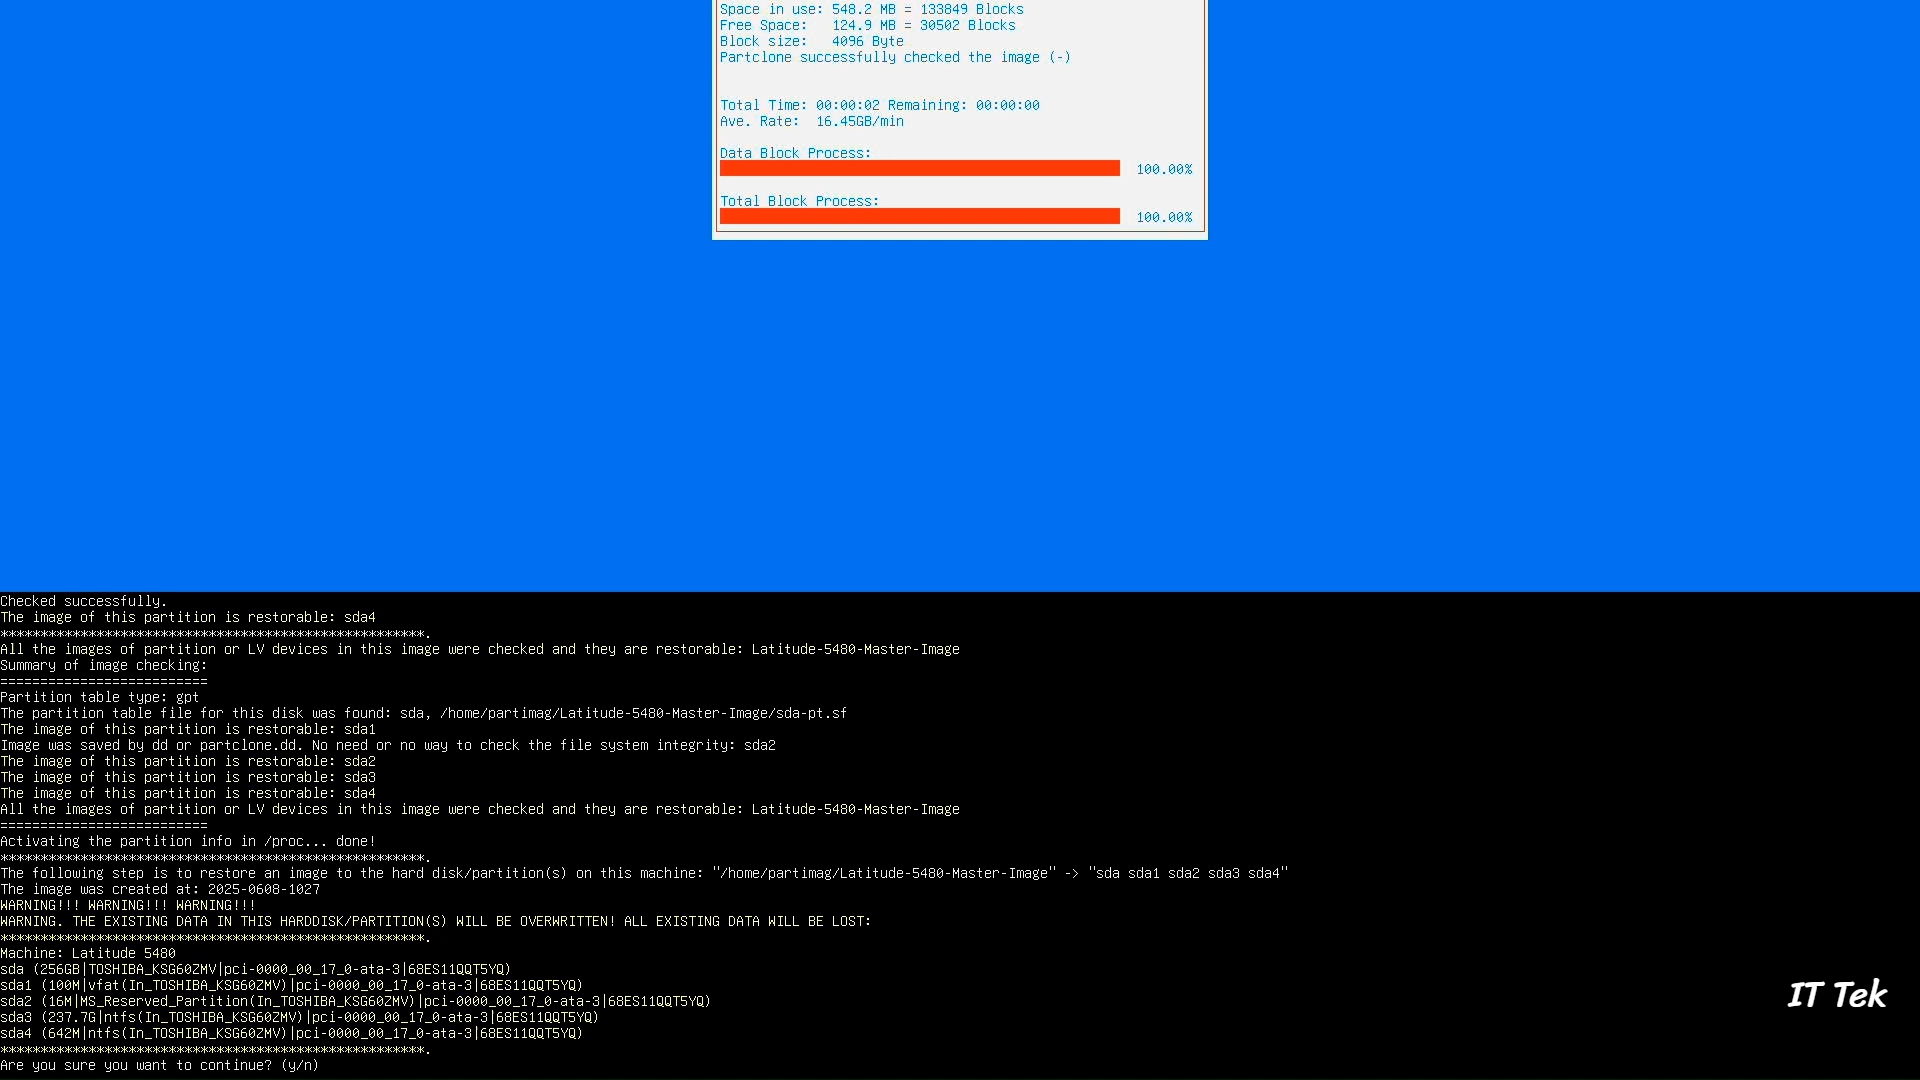 Space in use: 548.2 MB = 133849 Blocks
Free Space:   124.9 MB = 30502 Blocks
Block size:   4096 Byte
Partclone successfully checked the image (-)
Total Time: 00:00:02 Remaining: 00:00:00
Ave. Rate:  16.45GB/min
Data Block Process:
100.00%
Total Block Process:
100.00%
Checked successfully.
The image of this partition is restorable: sda4
*****************************************************.
All the images of partition or LV devices in this image were checked and they are restorable: Latitude-5480-Master-Image
Summary of image checking:
==========================
Partition table type: gpt
The partition table file for this disk was found: sda, /home/partimag/Latitude-5480-Master-Image/sda-pt.sf
The image of this partition is restorable: sda1
Image was saved by dd or partclone.dd. No need or no way to check the file system integrity: sda2
The image of this partition is restorable: sda2
The image of this partition is restorable: sda3
The image of this partition is restorable: sda4
All the images of partition or LV devices in this image were checked and they are restorable: Latitude-5480-Master-Image
==========================
Activating the partition info in /proc... done!
*****************************************************.
The following step is to restore an image to the hard disk/partition(s) on this machine: "/home/partimag/Latitude-5480-Master-Image" -> "sda sda1 sda2 sda3 sda4"
The image was created at: 2025-0608-1027
WARNING!!! WARNING!!! WARNING!!!
WARNING. THE EXISTING DATA IN THIS HARDDISK/PARTITION(S) WILL BE OVERWRITTEN! ALL EXISTING DATA WILL BE LOST:
*****************************************************.
Machine: Latitude 5480
sda (256GB|TOSHIBA_KSG60ZMV|pci-0000_00_17_0-ata-3|68ES11QQT5YQ)
sda1 (100M|vfat(In_TOSHIBA_KSG60ZMV)|pci-0000_00_17_0-ata-3|68ES11QQT5YQ)
sda2 (16M|MS_Reserved_Partition(In_TOSHIBA_KSG60ZMV)|pci-0000_00_17_0-ata-3|68ES11QQT5YQ)
sda3 (237.7G|ntfs(In_TOSHIBA_KSG60ZMV)|pci-0000_00_17_0-ata-3|68ES11QQT5YQ)
sda4 (642M|ntfs(In_TOSHIBA_KSG60ZMV)|pci-0000_00_17_0-ata-3|68ES11QQT5YQ)
*****************************************************.
Are you sure you want to continue? (y/n)
IT Tek